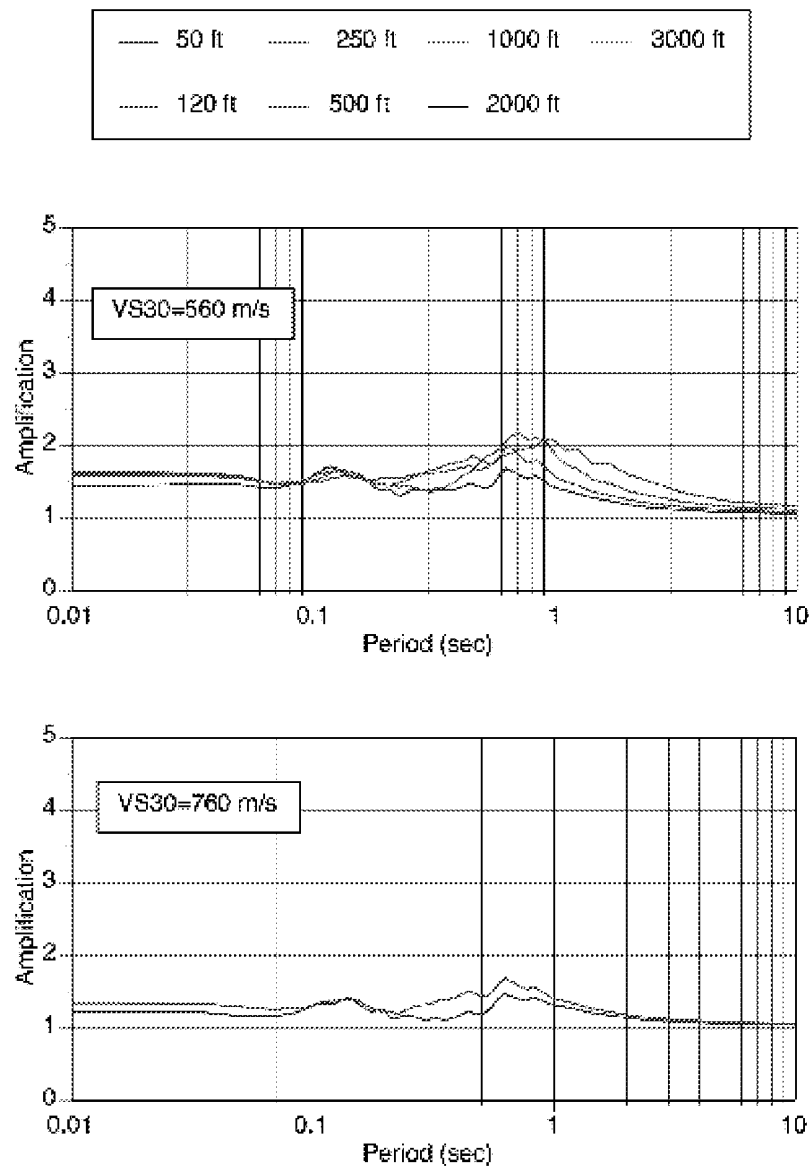 50 ft 250 ft 1000 ft 3000 ft
120 ft 500 ft 2000 ft
5
4
VS30=560 m/s
3
Amplification
2
1
0
0.01 0.1 1 10
Period (sec)
5
VS30=760 m/s
4
3
Amplification
2
1
0
0.01 0.1 1 10
Period (sec)